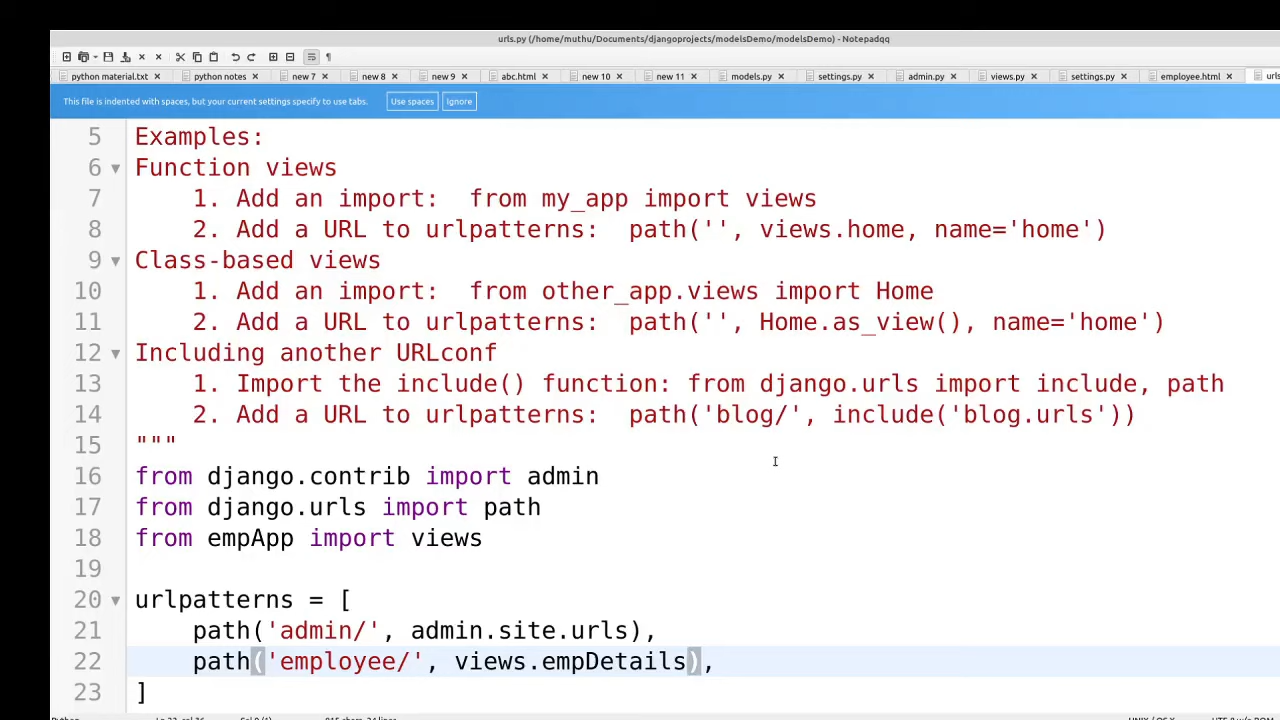 urls.py (/home/muthu/Documents/djangoprojects/modelsDemo/modelsDemo) - Notepadqq
python material.txt python notes new 7 new 8 new 9 abc.html new 10 new 11 models.py settings.py admin.py views.py settings.py employee.html urls
This file is indented with spaces, but your current settings specify to use tabs. Use spaces Ignore
5 Examples:
6 Function views
7 1. Add an import:  from my_app import views
8 2. Add a URL to urlpatterns:  path('', views.home, name='home')
9 Class-based views
10 1. Add an import:  from other_app.views import Home
11 2. Add a URL to urlpatterns:  path('', Home.as_view(), name='home')
12 Including another URLconf
13 1. Import the include() function: from django.urls import include, path
14 2. Add a URL to urlpatterns:  path('blog/', include('blog.urls'))
15 """
16 from django.contrib import admin
17 from django.urls import path
18 from empApp import views
19
20 urlpatterns = [
21 path('admin/', admin.site.urls),
22 path('employee/', views.empDetails),
23 ]